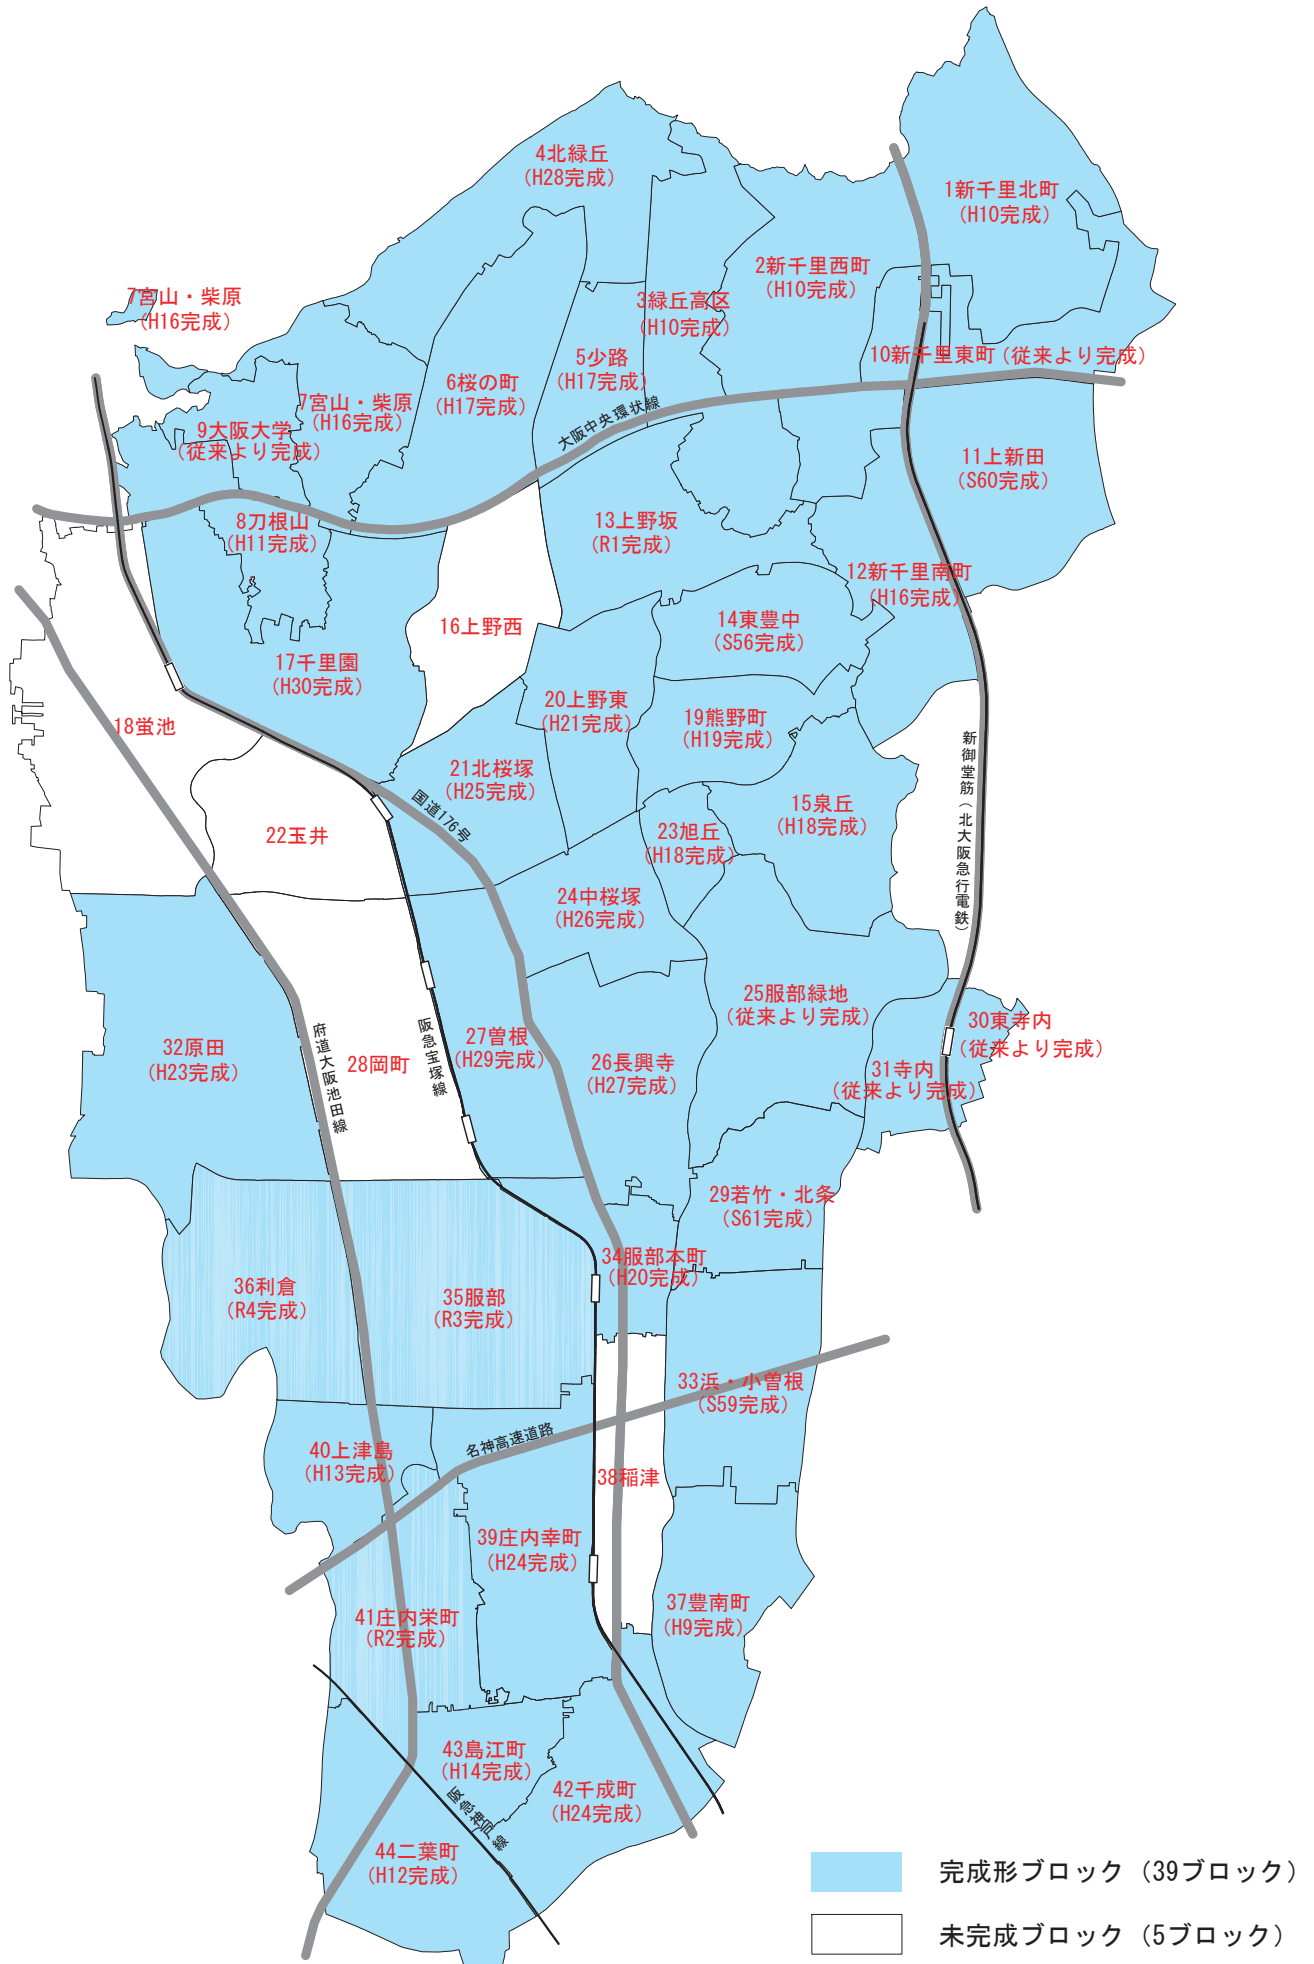 4北緑丘
(H28完成)
1新千里北町
(H10完成)
2新千里西町
(H10完成)
7宮山・柴原
(H16完成)
3緑丘高区
(H10完成)
10新千里東町(従来より完成)
5少路
(H17完成)
6桜の町
(H17完成)
7宮山・柴原
(H16完成)
9大阪大学
(従来より完成)
大阪中央環状線
11上新田
(S60完成)
8刀根山
(H11完成)
13上野坂
(R1完成)
12新千里南町
(H16完成)
16上野西
14東豊中
(S56完成)
17千里園
(H30完成)
20上野東
(H21完成)
19熊野町
(H19完成)
18蛍池
21北桜塚
(H25完成)
新御堂筋(北大阪急行電鉄)
15泉丘
(H18完成)
国道176号
22玉井
23旭丘
(H18完成)
24中桜塚
(H26完成)
25服部緑地
(従来より完成)
30東寺内
(従来より完成)
32原田
(H23完成)
府道大阪池田線
28岡町
阪急宝塚線
27曽根
(H29完成)
26長興寺
(H27完成)
31寺内
(従来より完成)
29若竹・北条
(S61完成)
34服部本町
(H20完成)
36利倉
(R4完成)
35服部
(R3完成)
33浜・小曽根
(S59完成)
名神高速道路
40上津島
(H13完成)
38稲津
39庄内幸町
(H24完成)
37豊南町
(H9完成)
41庄内栄町
(R2完成)
43島江町
(H14完成)
42千成町
(H24完成)
阪急神戸線
44二葉町
(H12完成)
完成形ブロック(39ブロック)
未完成ブロック(5ブロック)